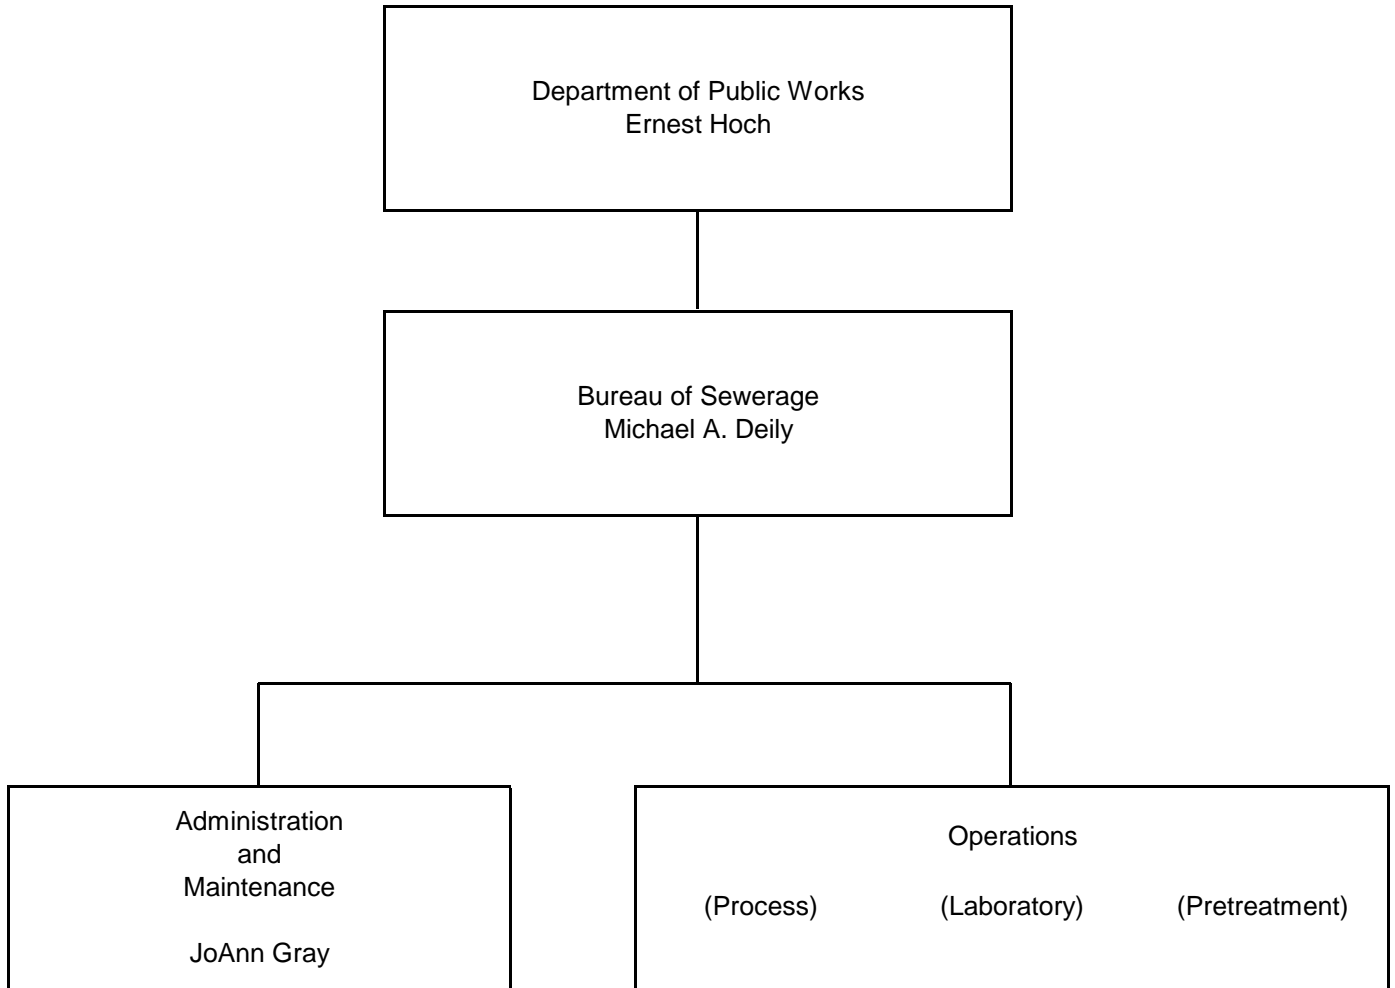 Department of Public Works
Ernest Hoch
Bureau of Sewerage
Michael A. Deily
Administration
and
Maintenance
JoAnn Gray
Operations
(Process) (Laboratory) (Pretreatment)